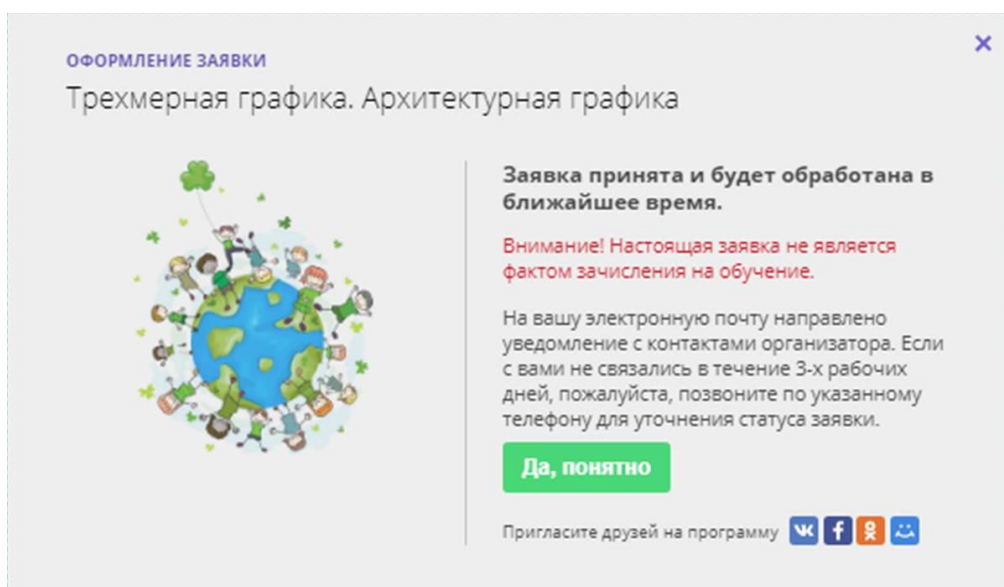 ОФОРМЛЕНИЕ ЗАЯВКИ
Трехмерная графика. Архитектурная графика
Заявка принята и будет обработана в
ближайшее время.
Внимание! Настоящая заявка не является
фактом зачисления на обучение.
На вашу электронную почту направлено
уведомление с контактами организатора. Если
с вами не связались в течение 3-х рабочих
дней, пожалуйста, позвоните по указанному
телефону для уточнения статуса заявки.
Да, понятно
Пригласите друзей на программу